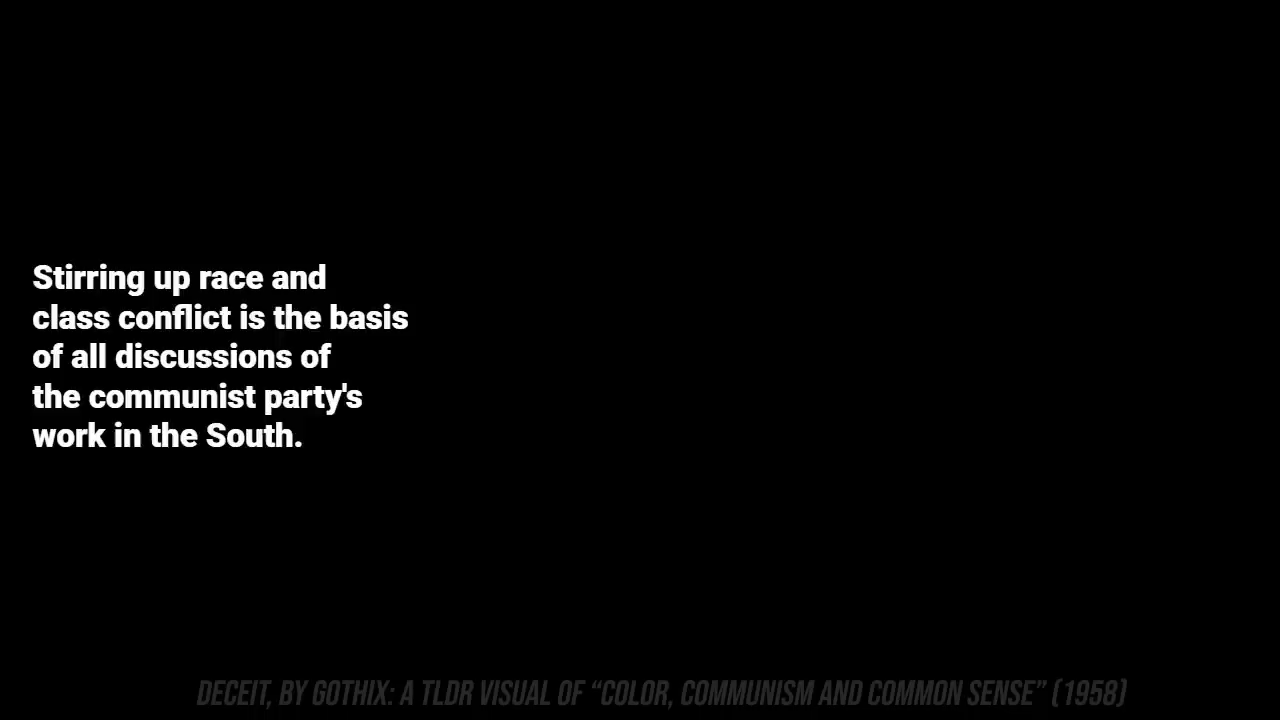 Stirring up race and
class conflict is the basis
of all discussions of
the communist party's
work in the South.
DECEIT, BY GOTHIX: A TLDR VISUAL OF “COLOR, COMMUNISM AND COMMON SENSE” (1958)